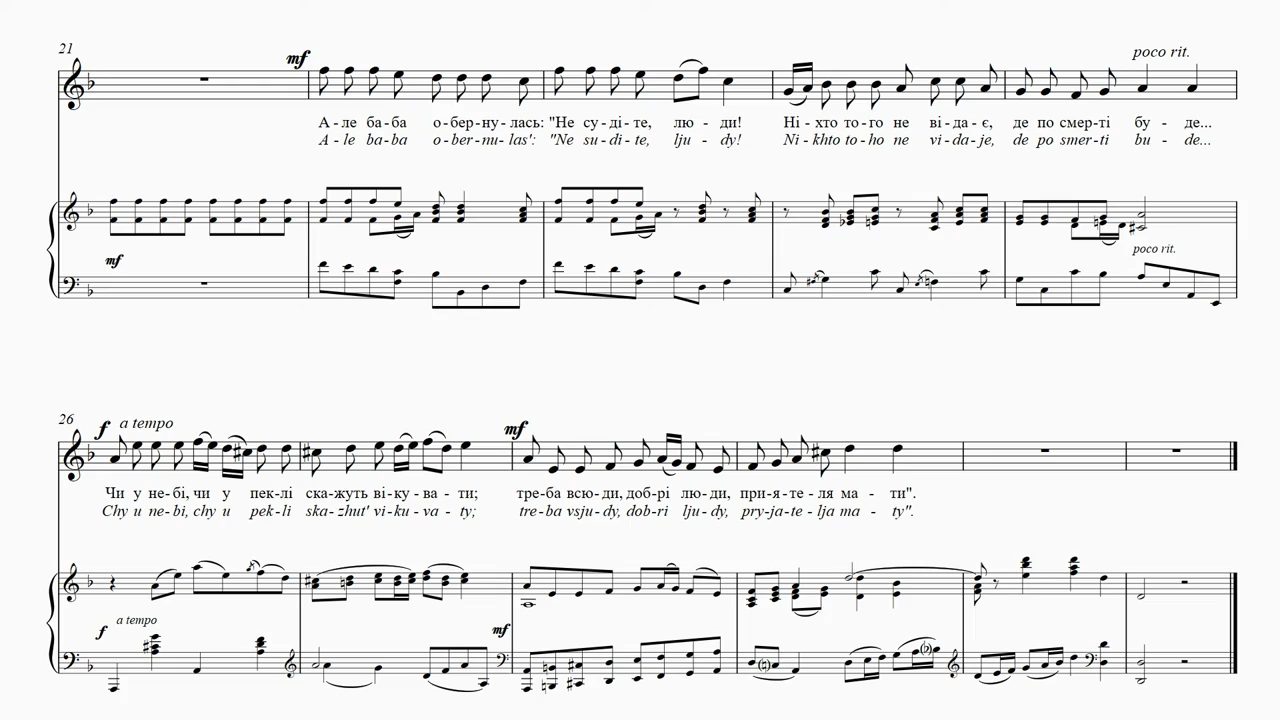 21
mf
poco rit.
А - ле ба - ба о - бер - ну - лась: "Не су - ді - те, лю - ди! Ні - хто то - го не ві - да - є, де по смер - ті бу - де...
A - le ba - ba o - ber - nu - las': "Ne su - di - te, lju - dy! Ni - khto to - ho ne vi - da - je, de po smer - ti bu - de...
mf
poco rit.
26
f a tempo
mf
Чи у не - бі, чи у пек - лі ска - жуть ві - ку - ва - ти; тре - ба всю - ди, доб - рі лю - ди, при - я - те - ля ма - ти".
Chy u ne - bi, chy u pek - li ska - zhut' vi - ku - va - ty; tre - ba vsju - dy, dob - ri lju - dy, pry - ja - te - lja ma - ty".
f a tempo
mf